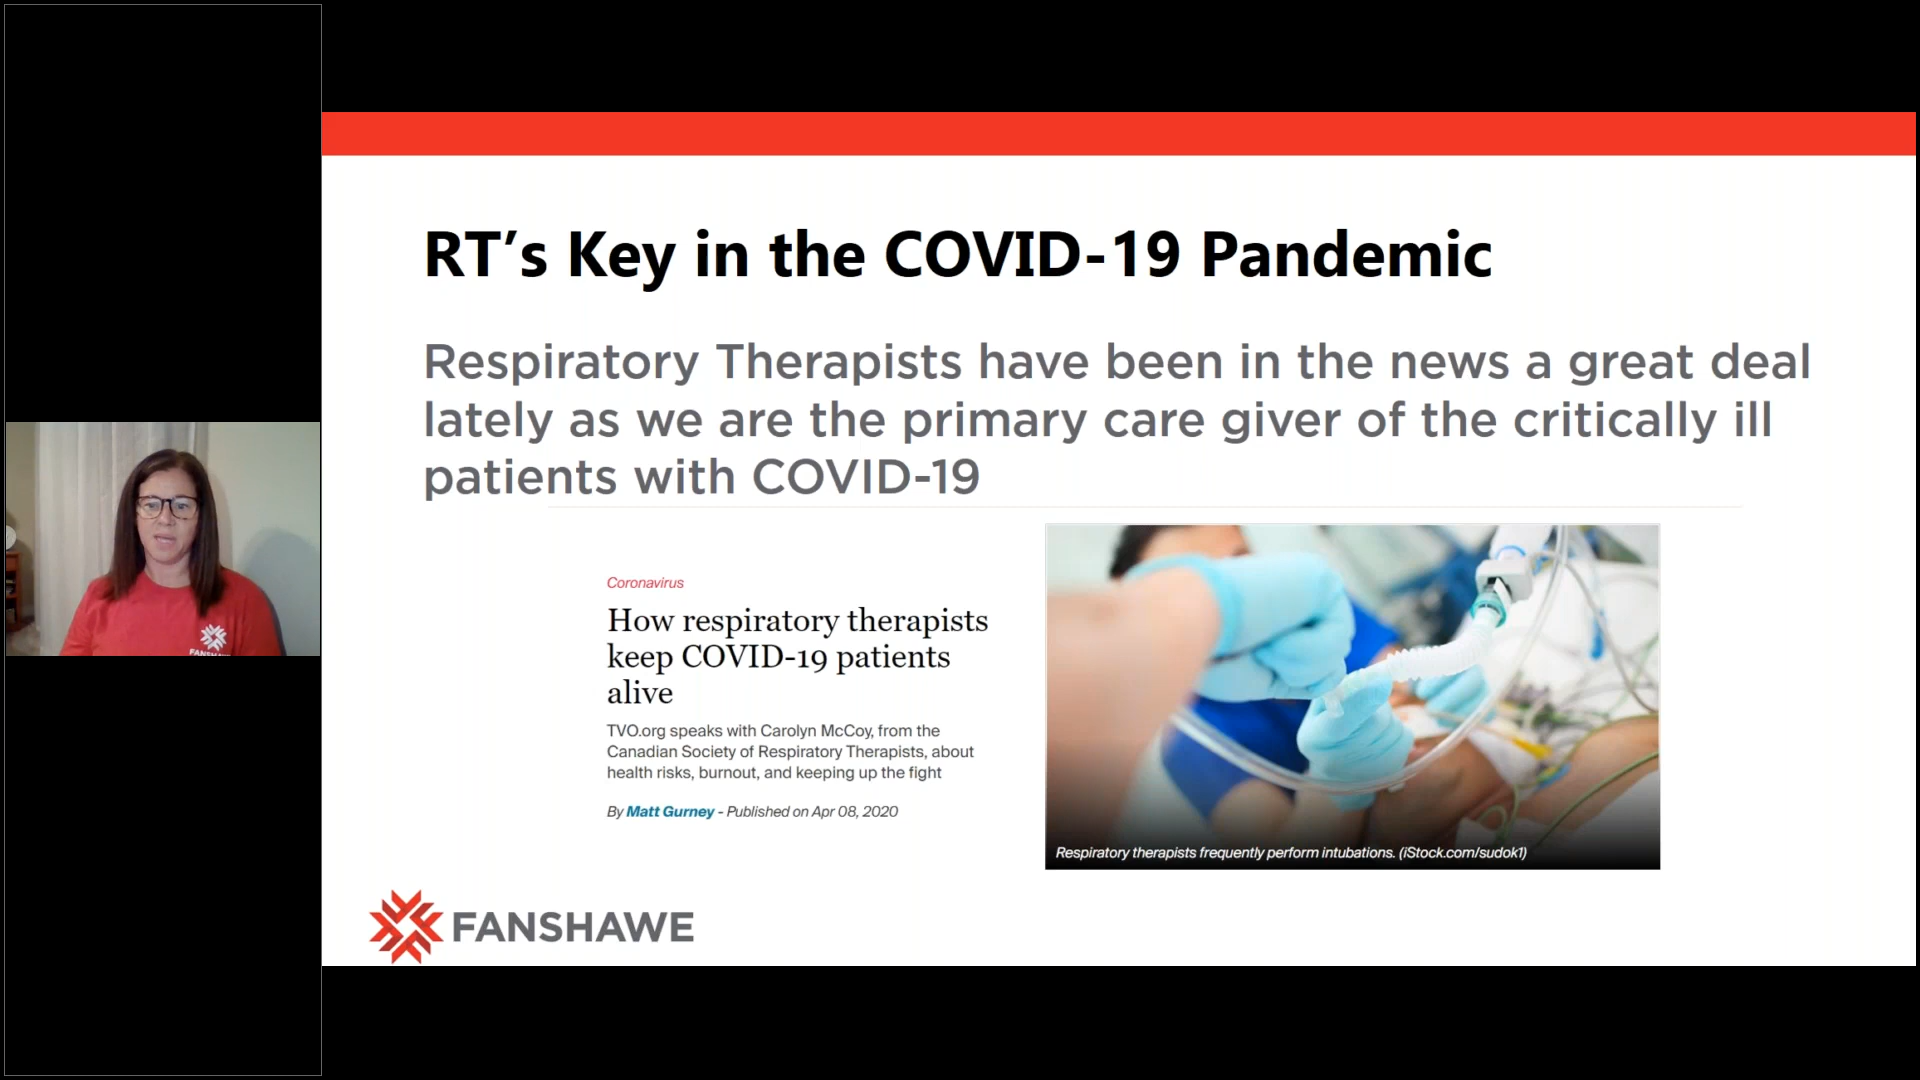 RT’s Key in the COVID-19 Pandemic
Respiratory Therapists have been in the news a great deal
lately as we are the primary care giver of the critically ill
patients with COVID-19
Coronavirus
How respiratory therapists
keep COVID-19 patients
alive
TVO.org speaks with Carolyn McCoy, from the
Canadian Society of Respiratory Therapists, about
health risks, burnout, and keeping up the fight
By Matt Gurney - Published on Apr 08, 2020
Respiratory therapists frequently perform intubations. (iStock.com/sudok1)
FANSHAWE
FANSHAWE